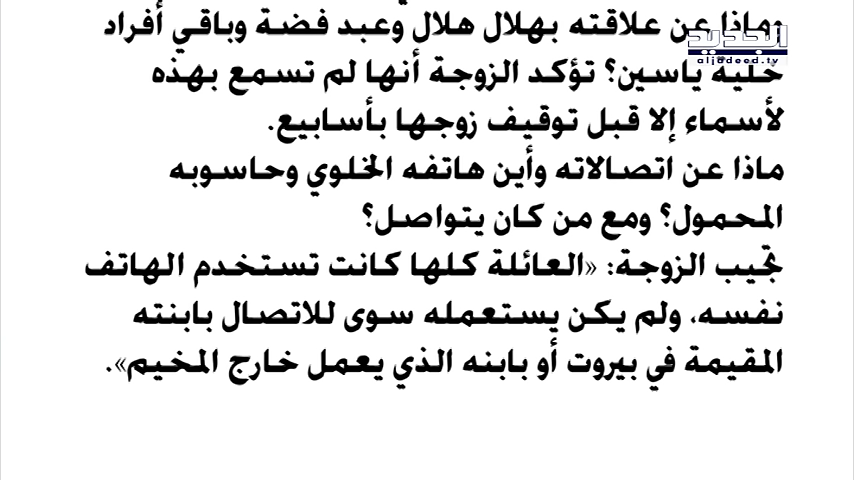 وماذا عن علاقته بهلال هلال وعبد فضة وباقي أفراد
خلية ياسين؟ تؤكد الزوجة أنها لم تسمع بهذه
لأسماء إلا قبل توقيف زوجها بأسابيع.
ماذا عن اتصالاته وأين هاتفه الخلوي وحاسوبه
المحمول؟ ومع من كان يتواصل؟
تجيب الزوجة: «العائلة كلها كانت تستخدم الهاتف
نفسه، ولم يكن يستعمله سوى للاتصال بابنته
المقيمة في بيروت أو بابنه الذي يعمل خارج المخيم».
الجديد
aljadeed.tv